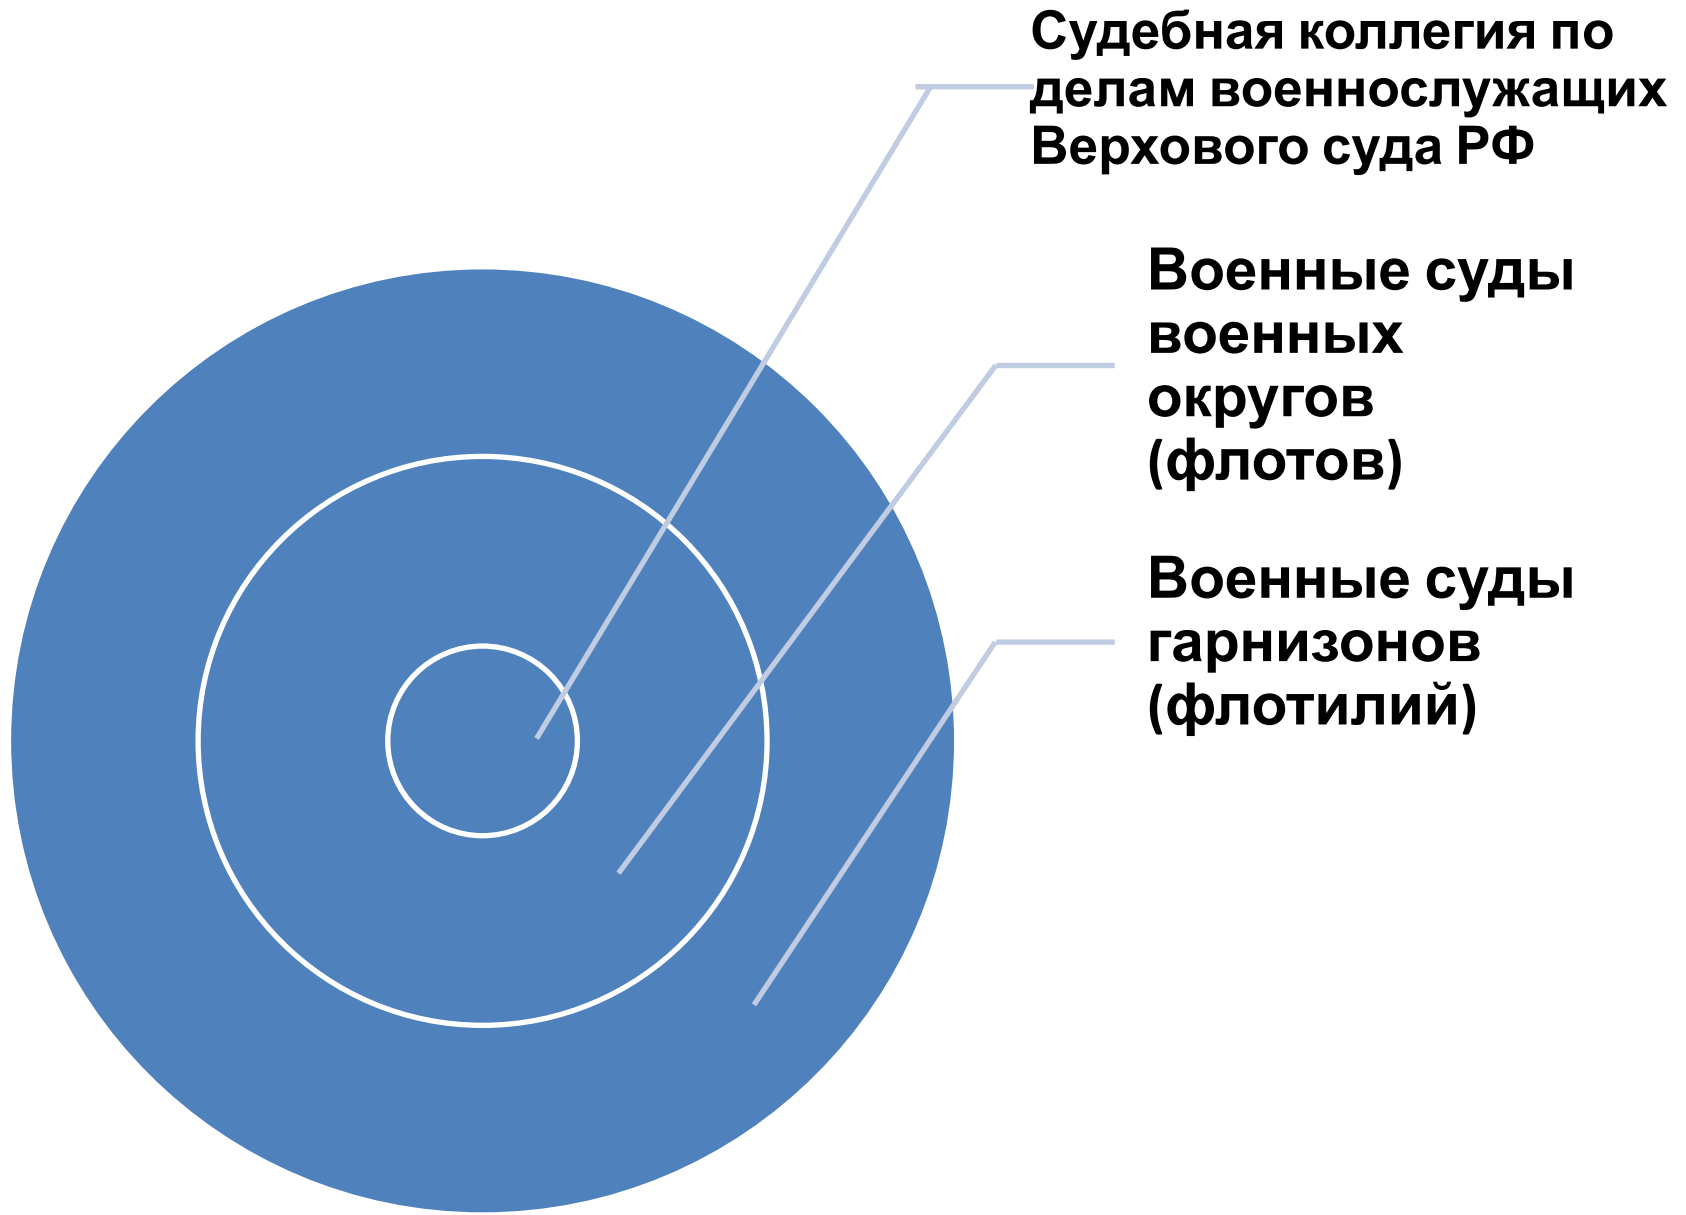 Судебная коллегия по
делам военнослужащих
Верхового суда РФ
Военные суды
военных
округов
(флотов)
Военные суды
гарнизонов
(флотилий)